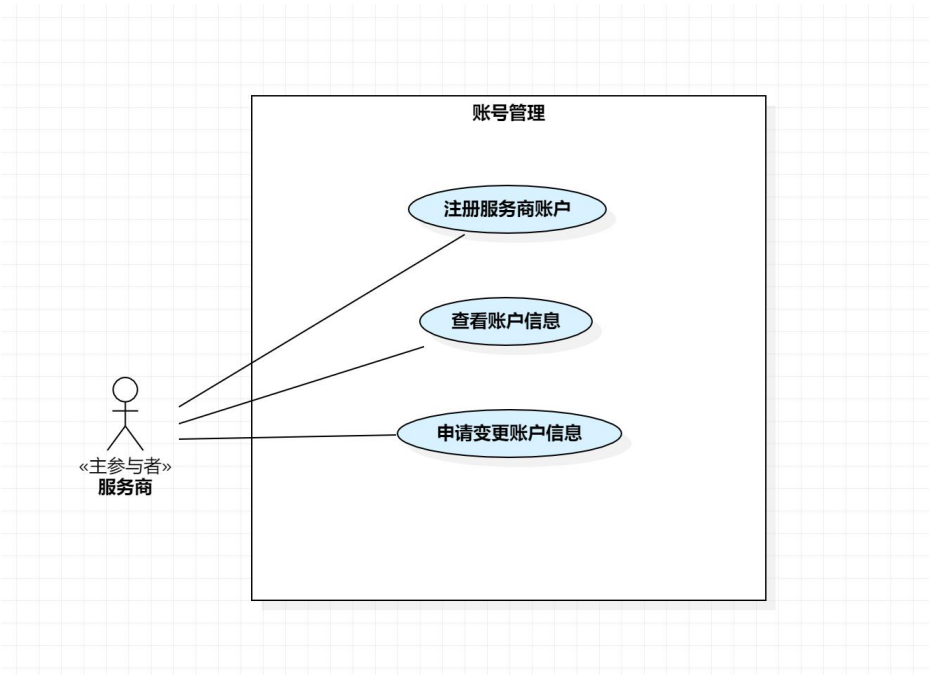 账号管理
注册服务商账户
查看账户信息
申请变更账户信息
«主参与者»
服务商